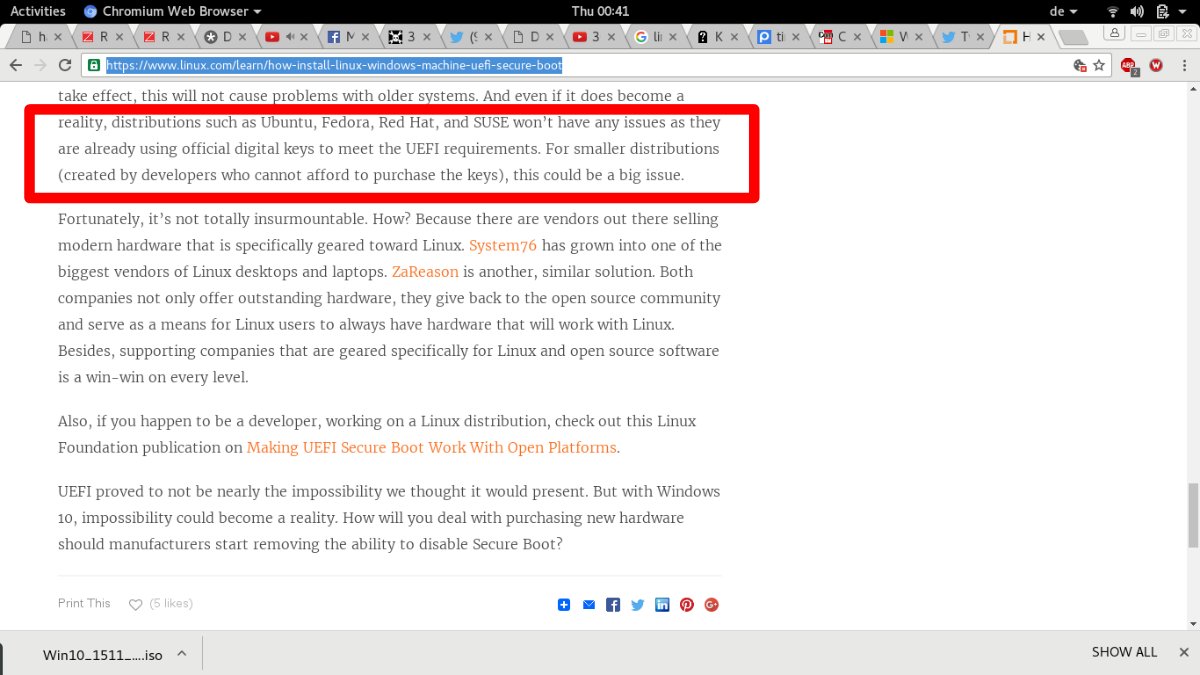 Activities Chromium Web Browser Thu 00:41 de
h R R D M 3 (S D 3 li K ti C W T H
https://www.linux.com/learn/how-install-linux-windows-machine-uefi-secure-boot ABP 2 W
take effect, this will not cause problems with older systems. And even if it does become a
reality, distributions such as Ubuntu, Fedora, Red Hat, and SUSE won’t have any issues as they
are already using official digital keys to meet the UEFI requirements. For smaller distributions
(created by developers who cannot afford to purchase the keys), this could be a big issue.
Fortunately, it’s not totally insurmountable. How? Because there are vendors out there selling
modern hardware that is specifically geared toward Linux. System76 has grown into one of the
biggest vendors of Linux desktops and laptops. ZaReason is another, similar solution. Both
companies not only offer outstanding hardware, they give back to the open source community
and serve as a means for Linux users to always have hardware that will work with Linux.
Besides, supporting companies that are geared specifically for Linux and open source software
is a win-win on every level.
Also, if you happen to be a developer, working on a Linux distribution, check out this Linux
Foundation publication on Making UEFI Secure Boot Work With Open Platforms.
UEFI proved to not be nearly the impossibility we thought it would present. But with Windows
10, impossibility could become a reality. How will you deal with purchasing new hardware
should manufacturers start removing the ability to disable Secure Boot?
Print This (5 likes)
Win10_1511_....iso SHOW ALL